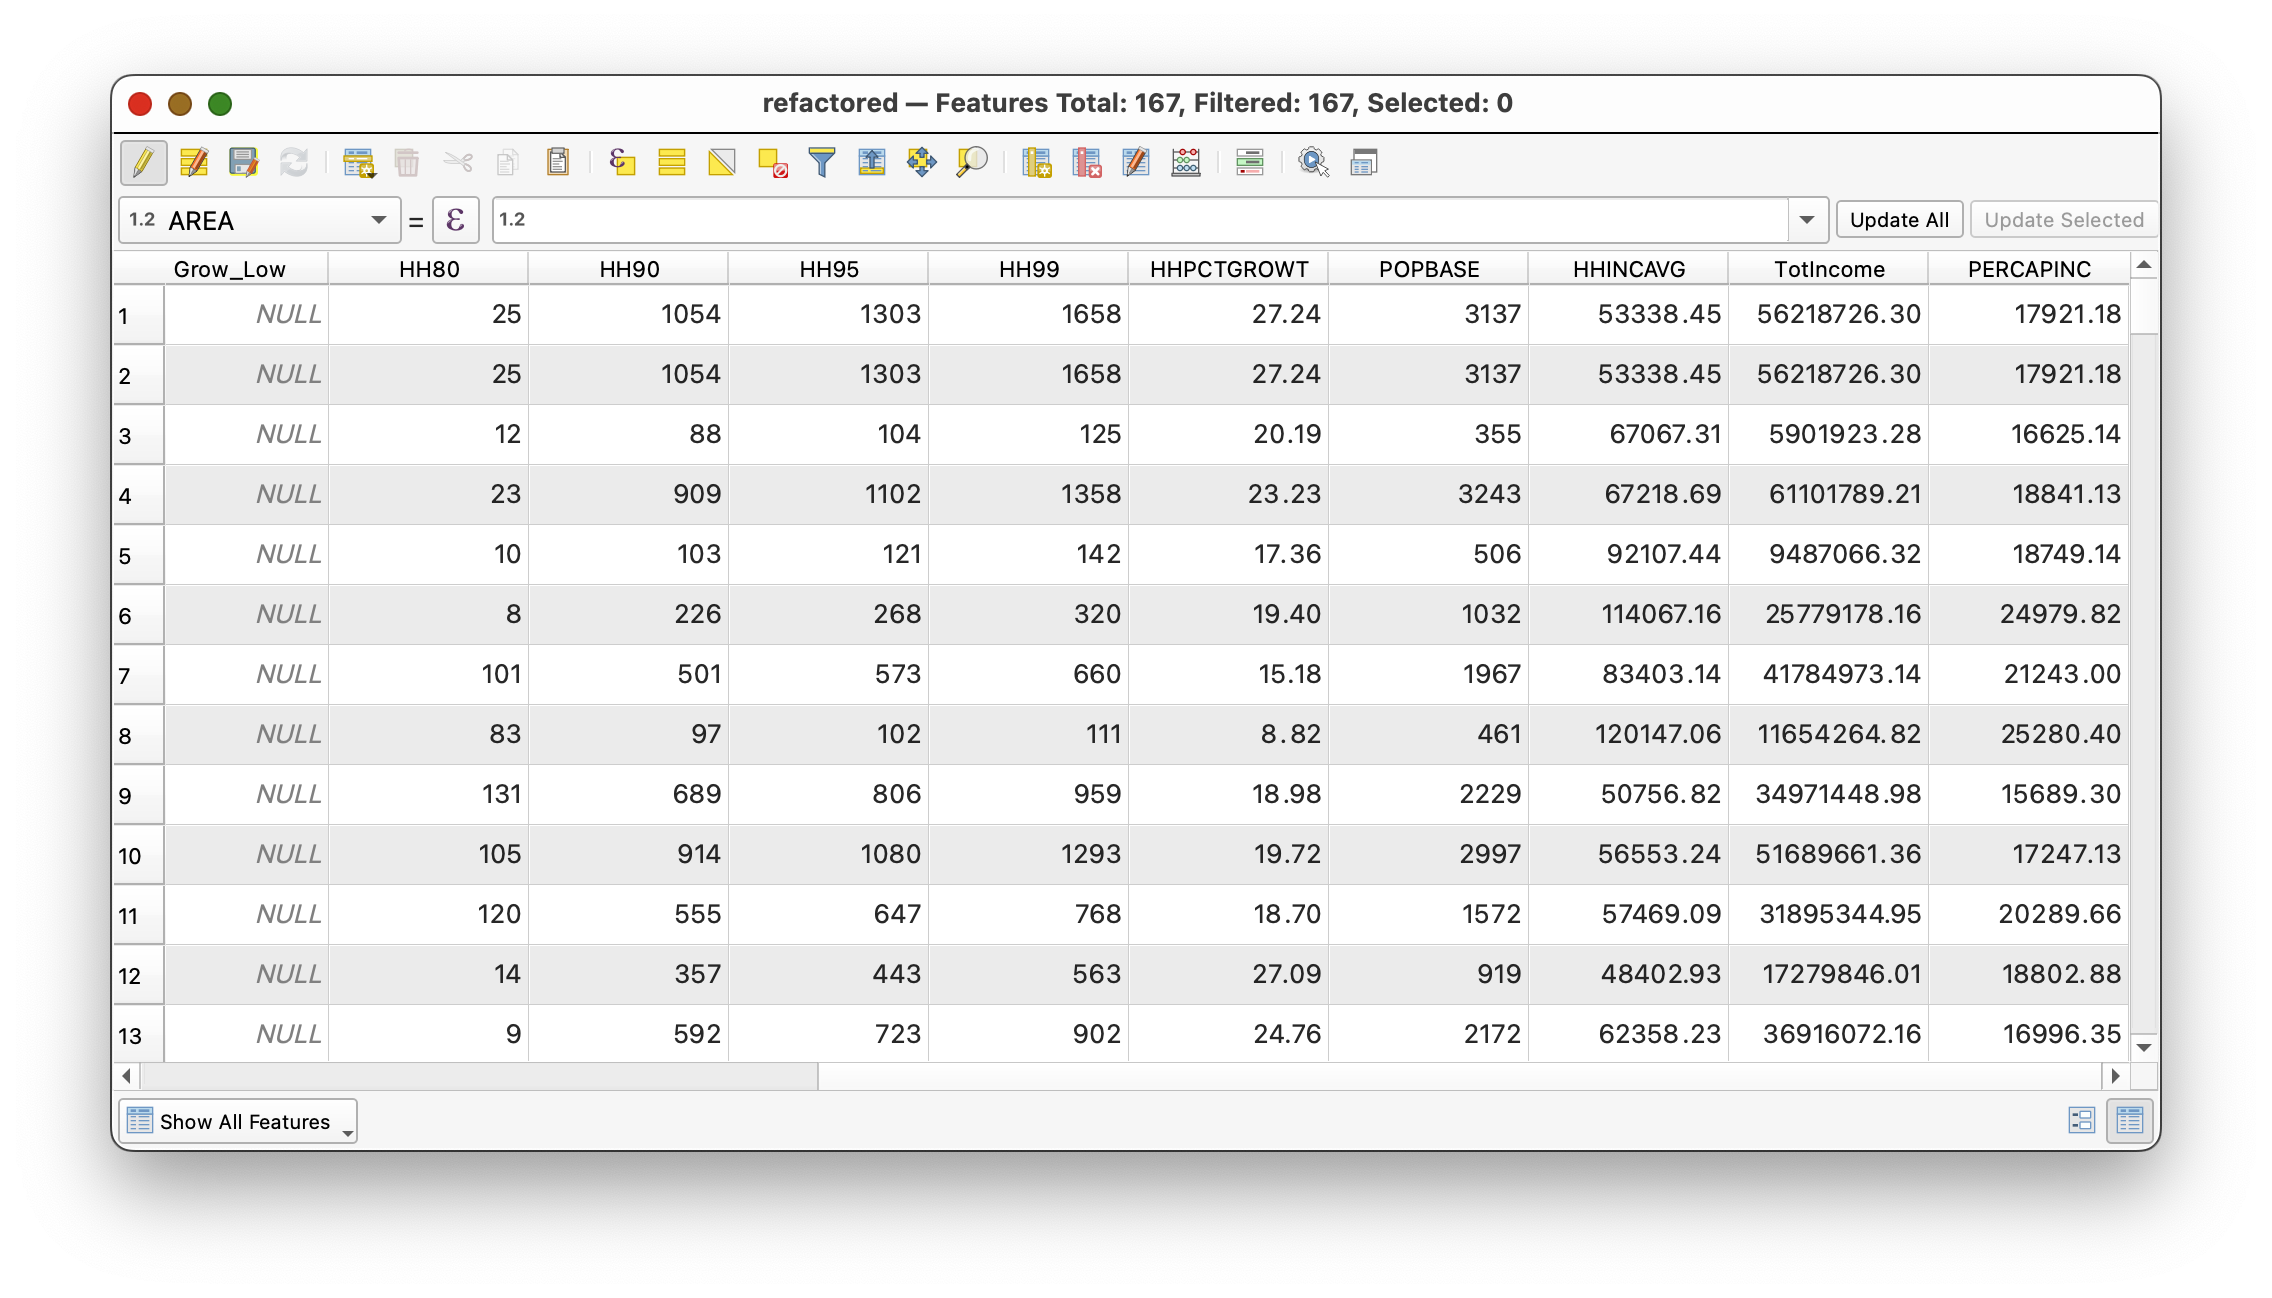 refactored — Features Total: 167, Filtered: 167, Selected: 0
1.2 AREA = ε 1.2 Update All Update Selected
Grow_Low HH80 HH90 HH95 HH99 HHPCTGROWT POPBASE HHINCAVG TotIncome PERCAPINC
1 NULL 25 1054 1303 1658 27.24 3137 53338.45 56218726.30 17921.18
2 NULL 25 1054 1303 1658 27.24 3137 53338.45 56218726.30 17921.18
3 NULL 12 88 104 125 20.19 355 67067.31 5901923.28 16625.14
4 NULL 23 909 1102 1358 23.23 3243 67218.69 61101789.21 18841.13
5 NULL 10 103 121 142 17.36 506 92107.44 9487066.32 18749.14
6 NULL 8 226 268 320 19.40 1032 114067.16 25779178.16 24979.82
7 NULL 101 501 573 660 15.18 1967 83403.14 41784973.14 21243.00
8 NULL 83 97 102 111 8.82 461 120147.06 11654264.82 25280.40
9 NULL 131 689 806 959 18.98 2229 50756.82 34971448.98 15689.30
10 NULL 105 914 1080 1293 19.72 2997 56553.24 51689661.36 17247.13
11 NULL 120 555 647 768 18.70 1572 57469.09 31895344.95 20289.66
12 NULL 14 357 443 563 27.09 919 48402.93 17279846.01 18802.88
13 NULL 9 592 723 902 24.76 2172 62358.23 36916072.16 16996.35
Show All Features